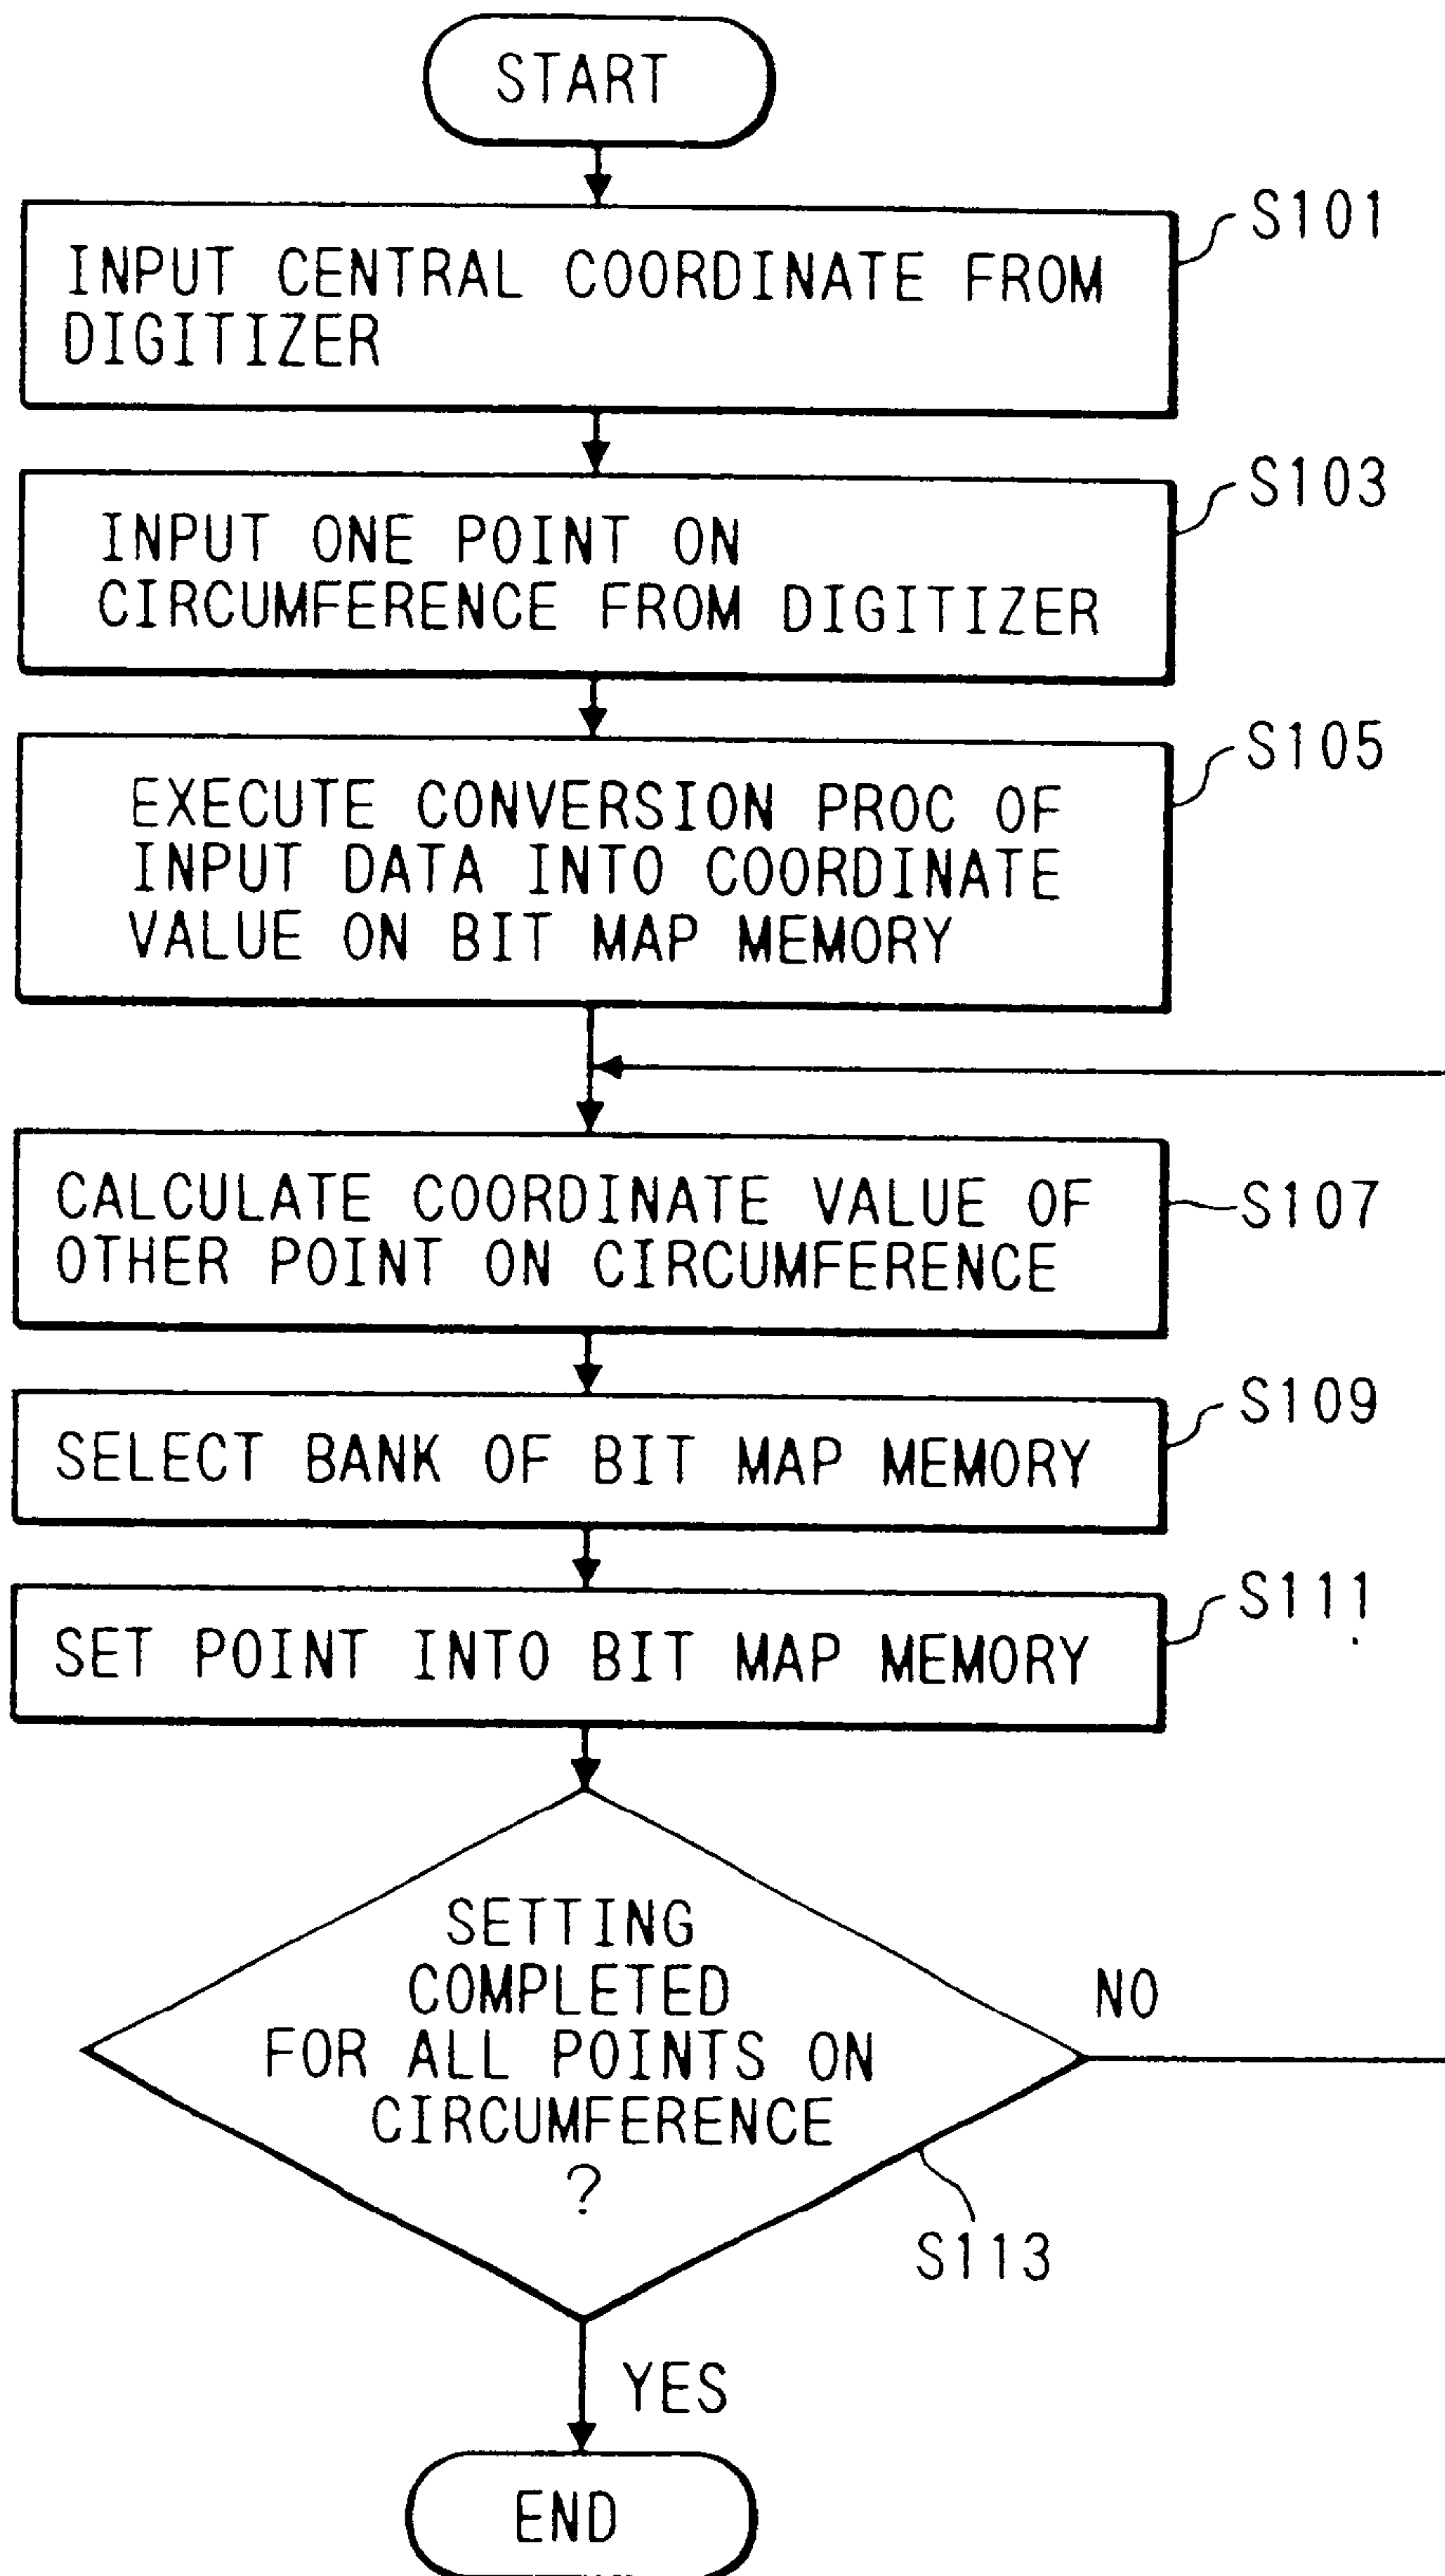 START
S101
INPUT CENTRAL COORDINATE FROM
DIGITIZER
S103
INPUT ONE POINT ON
CIRCUMFERENCE FROM DIGITIZER
S105
EXECUTE CONVERSION PROC OF
INPUT DATA INTO COORDINATE
VALUE ON BIT MAP MEMORY
CALCULATE COORDINATE VALUE OF
OTHER POINT ON CIRCUMFERENCE
S107
S109
SELECT BANK OF BIT MAP MEMORY
S111
SET POINT INTO BIT MAP MEMORY
SETTING
COMPLETED
FOR ALL POINTS ON
CIRCUMFERENCE
?
NO
S113
YES
END